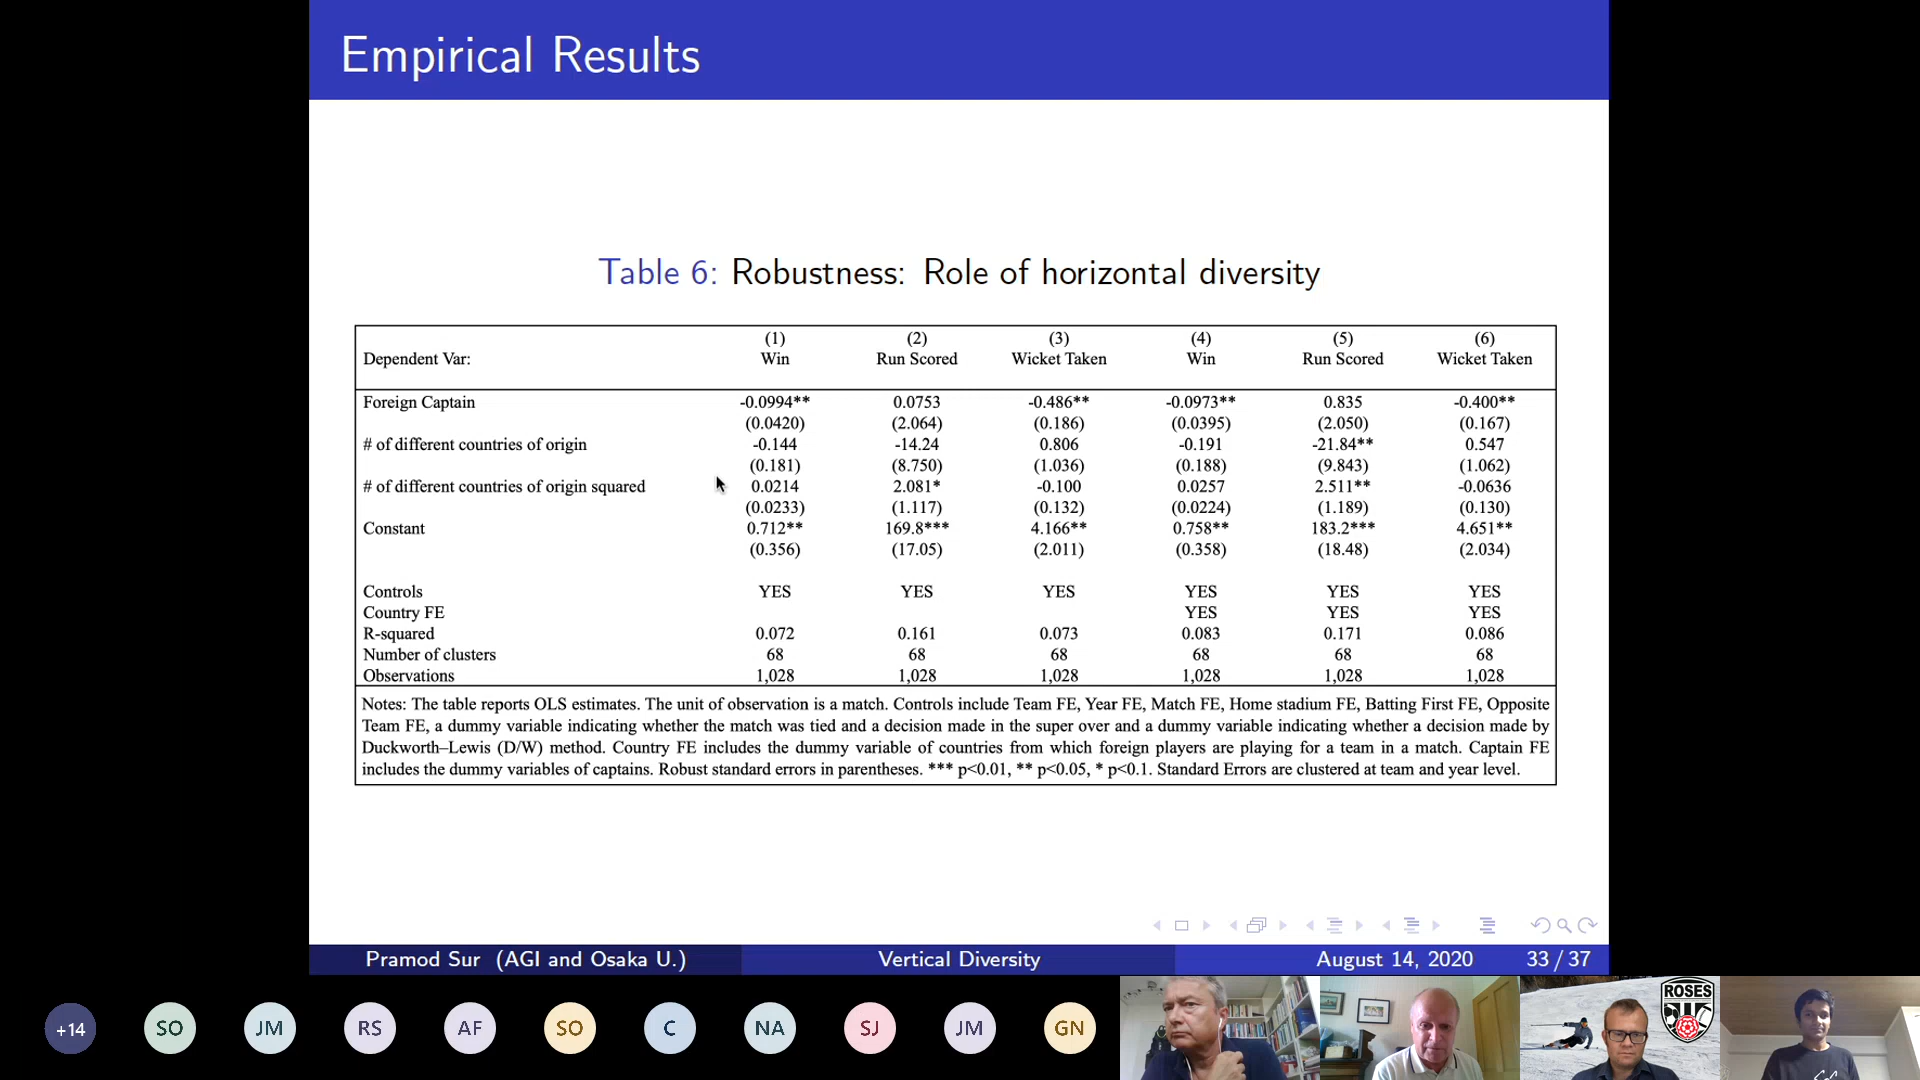 Empirical Results
Table 6: Robustness: Role of horizontal diversity
(1) (2) (3) (4) (5) (6)
Dependent Var: Win Run Scored Wicket Taken Win Run Scored Wicket Taken
Foreign Captain -0.0994** 0.0753 -0.486** -0.0973** 0.835 -0.400**
(0.0420) (2.064) (0.186) (0.0395) (2.050) (0.167)
# of different countries of origin -0.144 -14.24 0.806 -0.191 -21.84** 0.547
(0.181) (8.750) (1.036) (0.188) (9.843) (1.062)
# of different countries of origin squared 0.0214 2.081* -0.100 0.0257 2.511** -0.0636
(0.0233) (1.117) (0.132) (0.0224) (1.189) (0.130)
Constant 0.712** 169.8*** 4.166** 0.758** 183.2*** 4.651**
(0.356) (17.05) (2.011) (0.358) (18.48) (2.034)
Controls YES YES YES YES YES YES
Country FE YES YES YES
R-squared 0.072 0.161 0.073 0.083 0.171 0.086
Number of clusters 68 68 68 68 68 68
Observations 1,028 1,028 1,028 1,028 1,028 1,028
Notes: The table reports OLS estimates. The unit of observation is a match. Controls include Team FE, Year FE, Match FE, Home stadium FE, Batting First FE, Opposite
Team FE, a dummy variable indicating whether the match was tied and a decision made in the super over and a dummy variable indicating whether a decision made by
Duckworth–Lewis (D/W) method. Country FE includes the dummy variable of countries from which foreign players are playing for a team in a match. Captain FE
includes the dummy variables of captains. Robust standard errors in parentheses. *** p<0.01, ** p<0.05, * p<0.1. Standard Errors are clustered at team and year level.
Pramod Sur (AGI and Osaka U.) Vertical Diversity August 14, 2020 33 / 37
+14 SO JM RS AF SO C NA SJ JM GN
ROSES